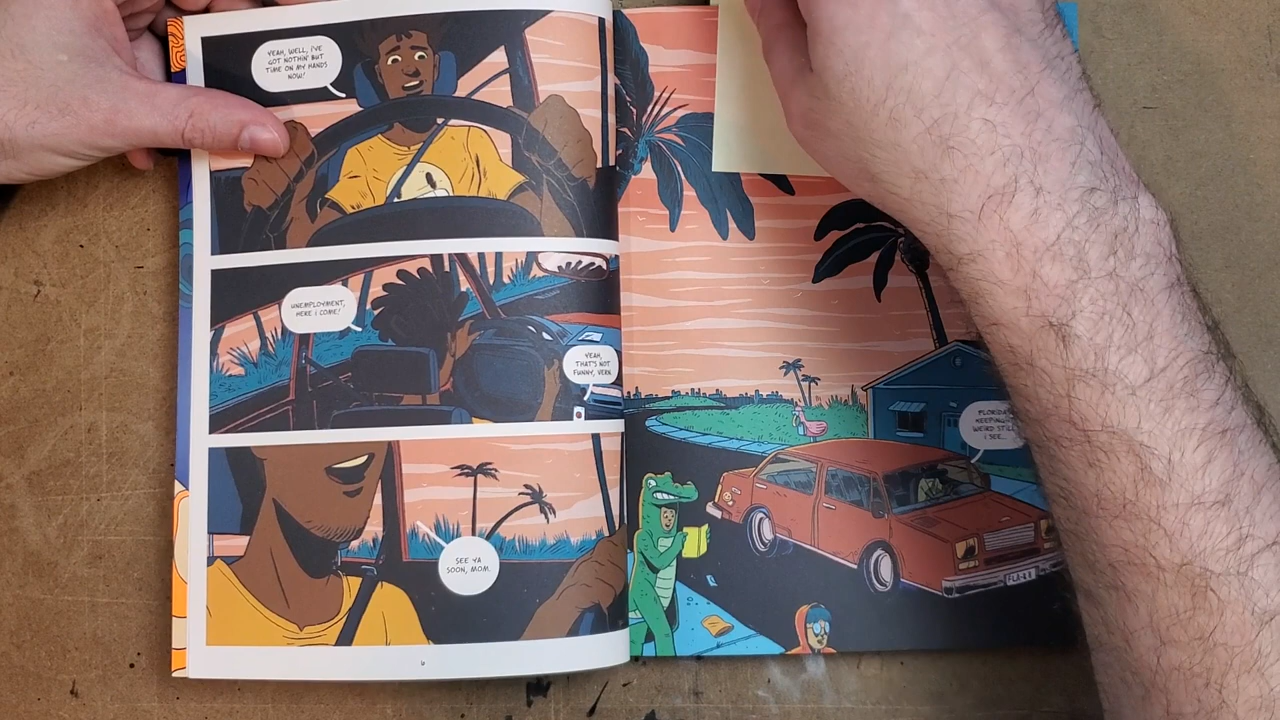 YEAH, WELL, I'VE
GOT NOTHIN' BUT
TIME ON MY HANDS
NOW!
UNEMPLOYMENT,
HERE I COME!
YEAH,
THAT'S NOT
FUNNY, VERN.
SEE YA
SOON, MOM.
FLORIDA
KEEPING
WEIRD STILL
I SEE...